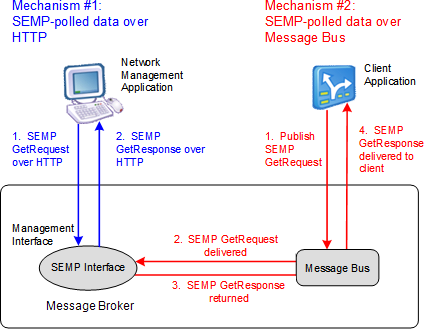 Mechanism #1:
SEMP-polled data over
HTTP
Mechanism #2:
SEMP-polled data over
Message Bus
Network
Management
Application
Client
Application
1. SEMP
GetRequest
over HTTP
2. SEMP
GetResponse over
HTTP
1. Publish
SEMP
GetRequest
4. SEMP
GetResponse
delivered to
client
Management
Interface
SEMP Interface
2. SEMP GetRequest
delivered
3. SEMP GetResponse
returned
Message Bus
Message Broker